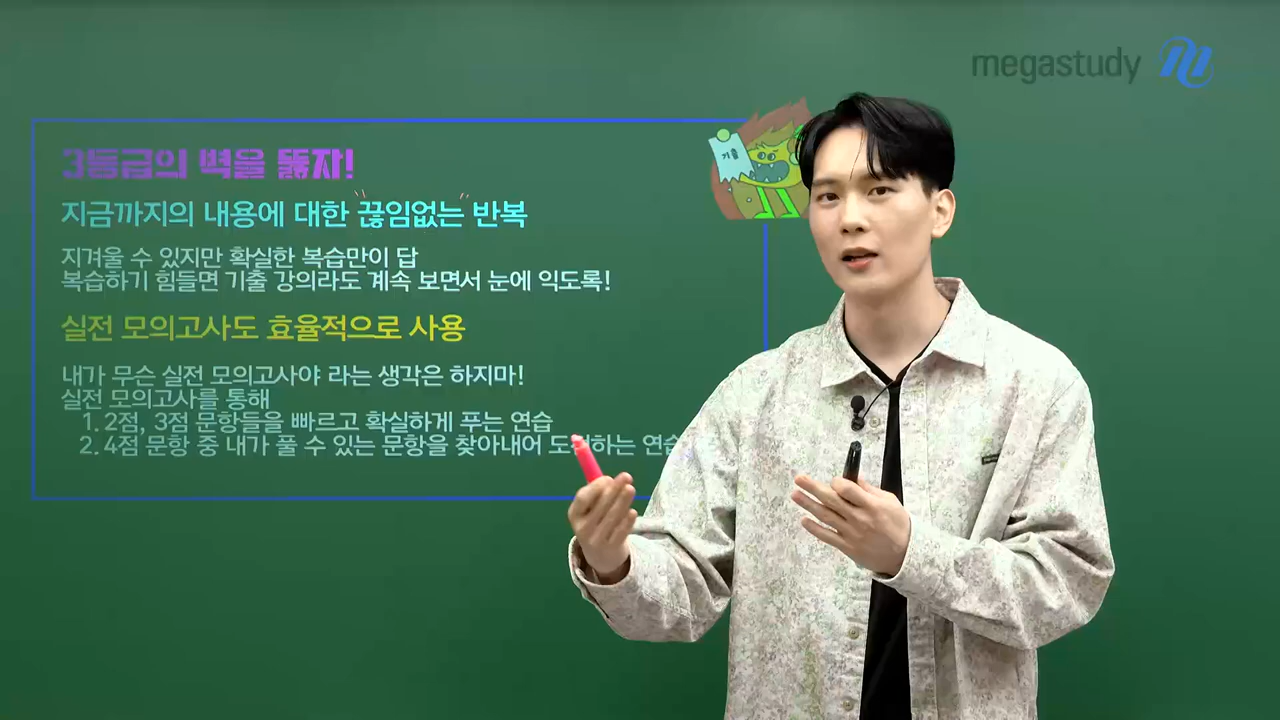 megastudy
3등급의 벽을 뚫자!
지금까지의 내용에 대한 끊임없는 반복
지겨울 수 있지만 확실한 복습만이 답
복습하기 힘들면 기출 강의라도 계속 보면서 눈에 익도록!
실전 모의고사도 효율적으로 사용
내가 무슨 실전 모의고사야 라는 생각은 하지마!
실전 모의고사를 통해
1. 2점, 3점 문항들을 빠르고 확실하게 푸는 연습
2. 4점 문항 중 내가 풀 수 있는 문항을 찾아내어 도전하는 연습
기출